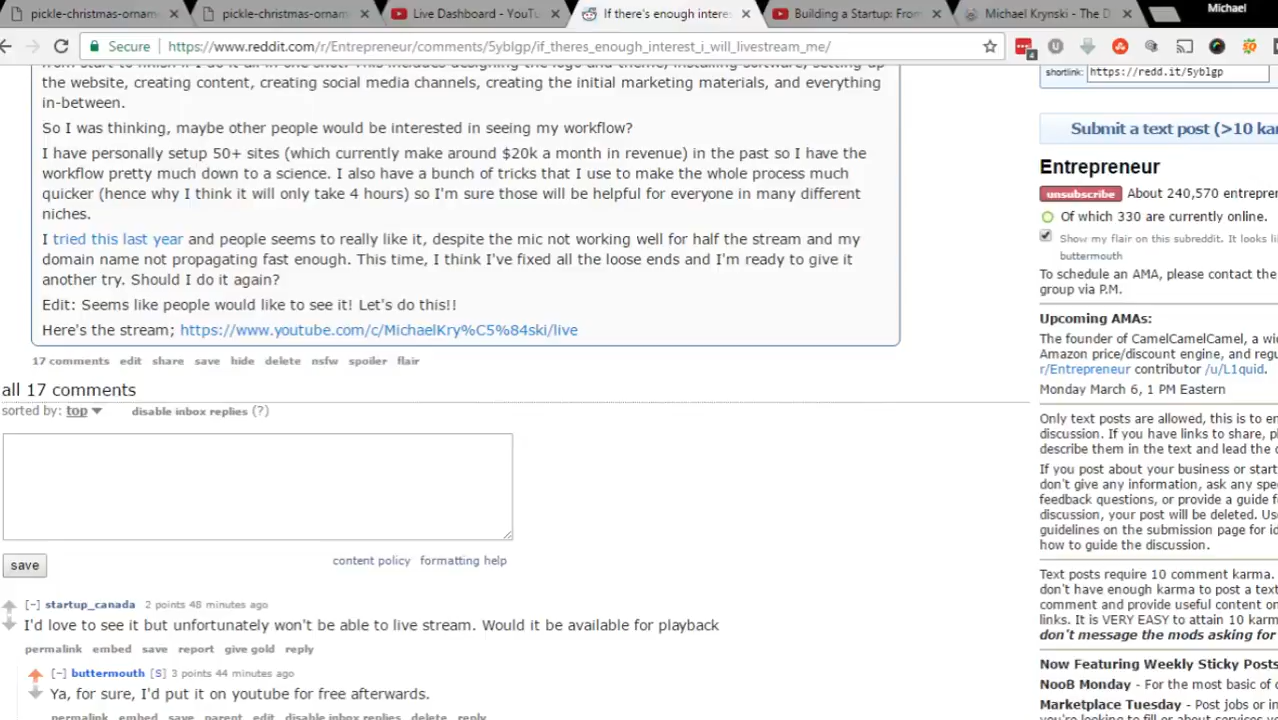 pickle-christmas-ornam
pickle-christmas-ornam
Live Dashboard - YouTu
If there's enough interes
Building a Startup: From
Michael Krynski - The D
Michael
Secure
https://www.reddit.com/r/Entrepreneur/comments/5yblgp/if_theres_enough_interest_i_will_livestream_me/
the website, creating content, creating social media channels, creating the initial marketing materials, and everything
in-between.
So I was thinking, maybe other people would be interested in seeing my workflow?
I have personally setup 50+ sites (which currently make around $20k a month in revenue) in the past so I have the
workflow pretty much down to a science. I also have a bunch of tricks that I use to make the whole process much
quicker (hence why I think it will only take 4 hours) so I'm sure those will be helpful for everyone in many different
niches.
I tried this last year and people seems to really like it, despite the mic not working well for half the stream and my
domain name not propagating fast enough. This time, I think I've fixed all the loose ends and I'm ready to give it
another try. Should I do it again?
Edit: Seems like people would like to see it! Let's do this!!
Here's the stream; https://www.youtube.com/c/MichaelKry%C5%84ski/live
17 comments edit share save hide delete nsfw spoiler flair
all 17 comments
sorted by: top
disable inbox replies (?)
save
content policy formatting help
[-] startup_canada 2 points 48 minutes ago
I'd love to see it but unfortunately won't be able to live stream. Would it be available for playback
permalink embed save report give gold reply
[-] buttermouth [S] 3 points 44 minutes ago
Ya, for sure, I'd put it on youtube for free afterwards.
permalink embed save parent edit disable inbox replies delete reply
shortlink: https://redd.it/5yblgp
Submit a text post (>10 kar
Entrepreneur
unsubscribe About 240,570 entrepre
Of which 330 are currently online.
Show my flair on this subreddit. It looks li
buttermouth
To schedule an AMA, please contact the
group via P.M.
Upcoming AMAs:
The founder of CamelCamelCamel, a wi
Amazon price/discount engine, and regu
r/Entrepreneur contributor /u/L1quid.
Monday March 6, 1 PM Eastern
Only text posts are allowed, this is to en
discussion. If you have links to share, pl
describe them in the text and lead the d
If you post about your business or start
don't give any information, ask any spe
feedback questions, or provide a guide f
discussion, your post will be deleted. Us
guidelines on the submission page for id
how to guide the discussion.
Text posts require 10 comment karma.
don't have enough karma to post a text
comment and provide useful content on
links. It is VERY EASY to attain 10 karm
don't message the mods asking for
Now Featuring Weekly Sticky Posts
NooB Monday - For the most basic of q
Marketplace Tuesday - Post jobs or in